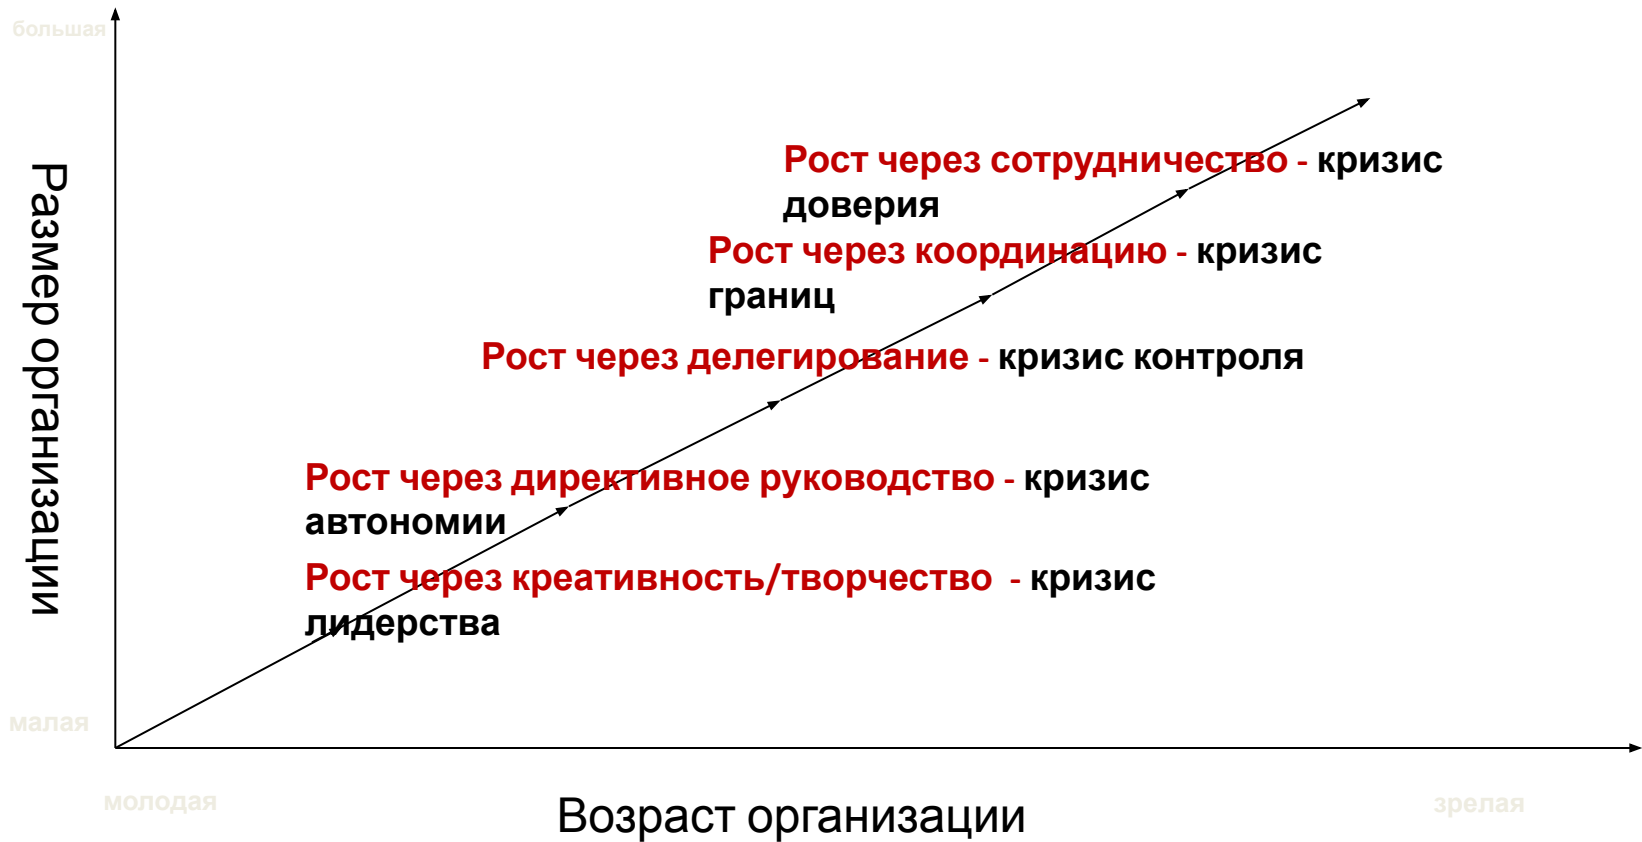 большая
Размер организации
Рост через сотрудничество - кризис
доверия
Рост через координацию - кризис
границ
Рост через делегирование - кризис контроля
Рост через директивное руководство - кризис
автономии
Рост через креативность/творчество - кризис
лидерства
малая
молодая
Возраст организации
зрелая